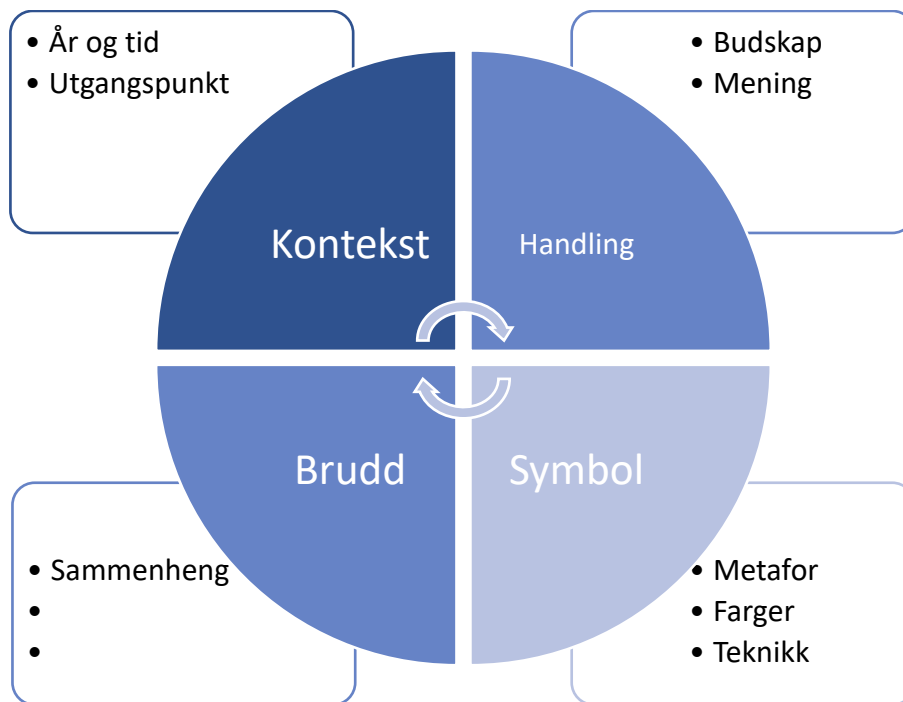 • År og tid
• Utgangspunkt
• Budskap
• Mening
Kontekst
Handling
Brudd
Symbol
• Sammenheng
•
•
• Metafor
• Farger
• Teknikk